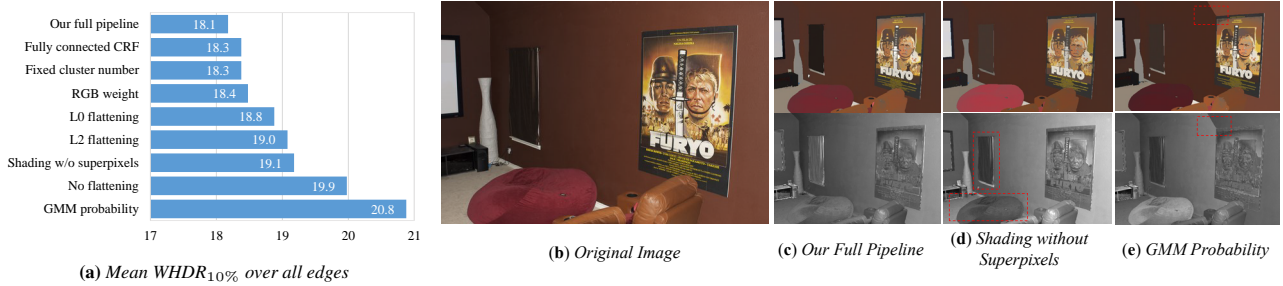 Our full pipeline 18.1
Fully connected CRF 18.3
Fixed cluster number 18.3
RGB weight 18.4
L0 flattening 18.8
L2 flattening 19.0
Shading w/o superpixels 19.1
No flattening 19.9
GMM probability 20.8
17 18 19 20 21
(a) Mean WHDR10% over all edges
FURYO
(b) Original Image
FURYO
(c) Our Full Pipeline
FURYO
(d) Shading without
Superpixels
FURYO
(e) GMM Probability